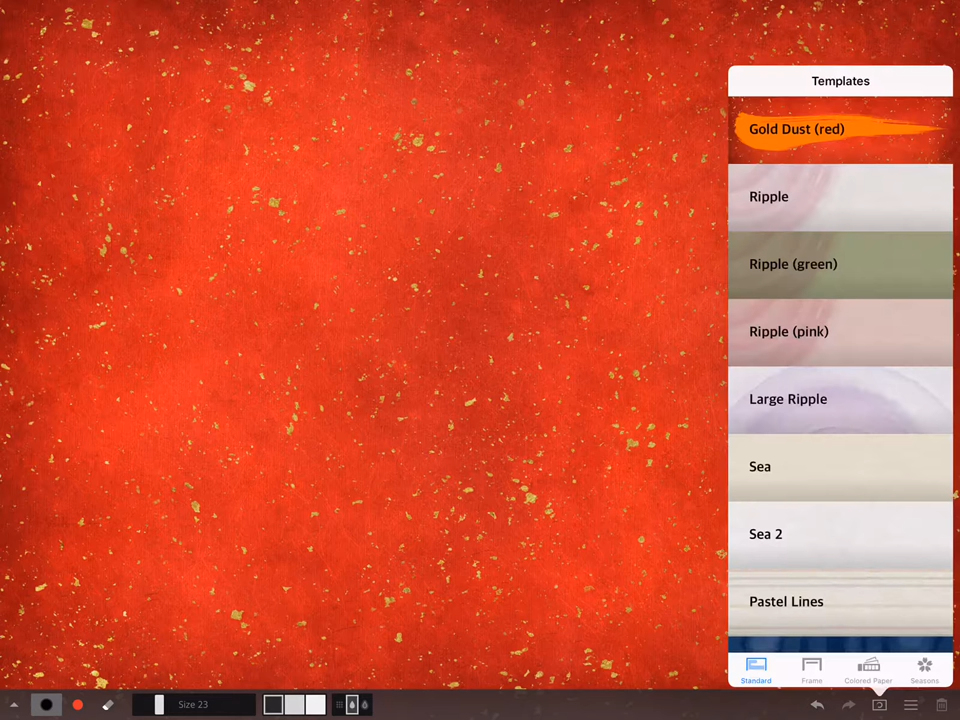 Templates
Gold Dust (red)
Ripple
Ripple (green)
Ripple (pink)
Large Ripple
Sea
Sea 2
Pastel Lines
Standard Frame Colored Paper Seasons
Size 23